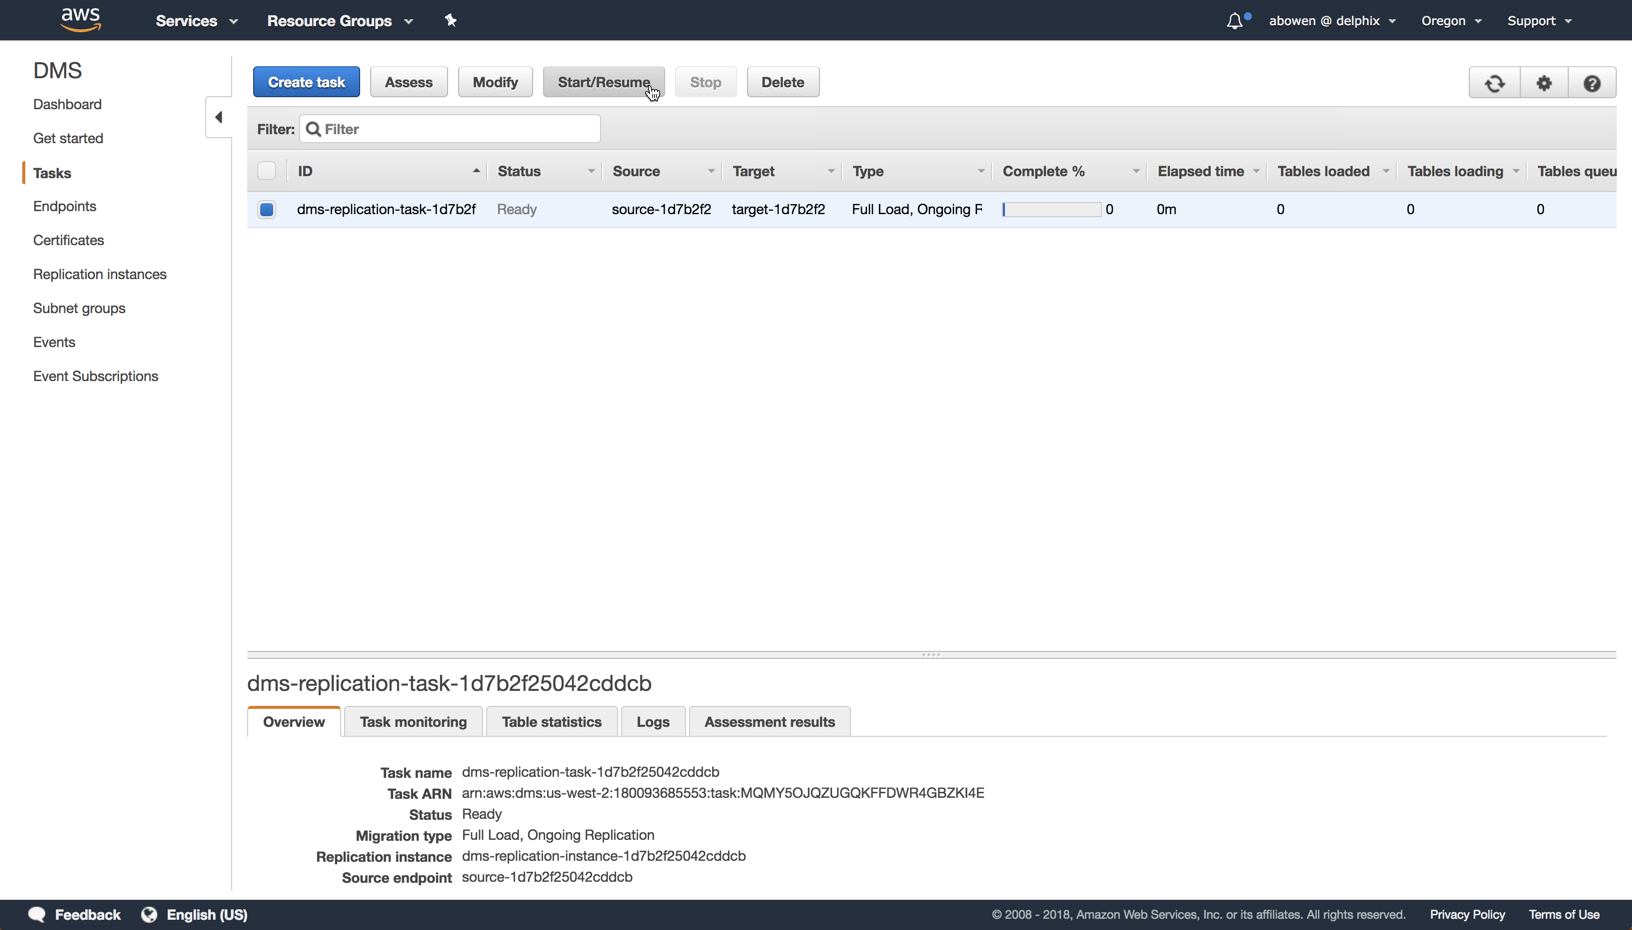 aws Services Resource Groups abowen @ delphix Oregon Support
DMS
Dashboard
Get started
Tasks
Endpoints
Certificates
Replication instances
Subnet groups
Events
Event Subscriptions
Create task Assess Modify Start/Resume Stop Delete
Filter: Filter
ID Status Source Target Type Complete % Elapsed time Tables loaded Tables loading Tables queu
dms-replication-task-1d7b2f Ready source-1d7b2f2 target-1d7b2f2 Full Load, Ongoing F 0 0m 0 0 0
dms-replication-task-1d7b2f25042cddcb
Overview Task monitoring Table statistics Logs Assessment results
Task name dms-replication-task-1d7b2f25042cddcb
Task ARN arn:aws:dms:us-west-2:180093685553:task:MQMY5OJQZUGQKFFDWR4GBZKI4E
Status Ready
Migration type Full Load, Ongoing Replication
Replication instance dms-replication-instance-1d7b2f25042cddcb
Source endpoint source-1d7b2f25042cddcb
Feedback English (US) © 2008 - 2018, Amazon Web Services, Inc. or its affiliates. All rights reserved. Privacy Policy Terms of Use